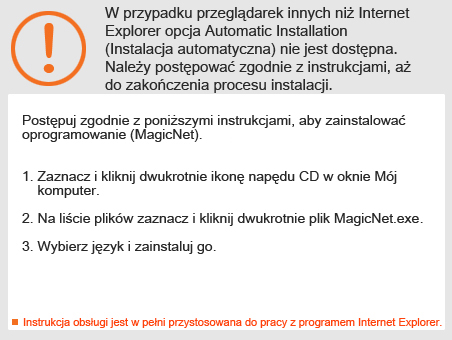 W przypadku przeglądarek innych niż Internet
Explorer opcja Automatic Installation
(Instalacja automatyczna) nie jest dostępna.
Należy postępować zgodnie z instrukcjami, aż
do zakończenia procesu instalacji.
Postępuj zgodnie z poniższymi instrukcjami, aby zainstalować
oprogramowanie (MagicNet).
1. Zaznacz i kliknij dwukrotnie ikonę napędu CD w oknie Mój
komputer.
2. Na liście plików zaznacz i kliknij dwukrotnie plik MagicNet.exe.
3. Wybierz język i zainstaluj go.
Instrukcja obsługi jest w pełni przystosowana do pracy z programem Internet Explorer.